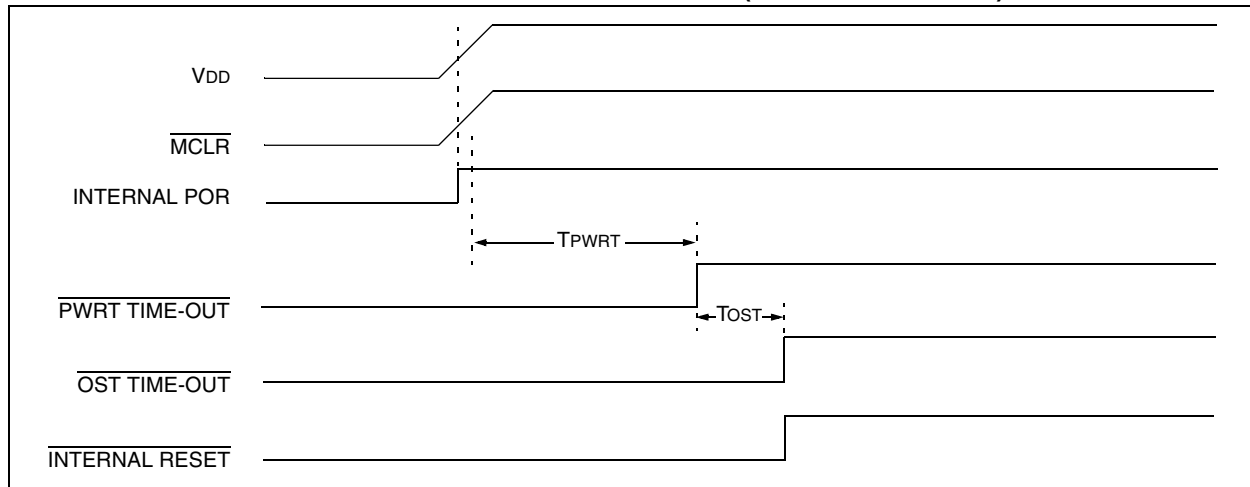 VDD
MCLR
INTERNAL POR
TPWRT
PWRT TIME-OUT
TOST
OST TIME-OUT
INTERNAL RESET